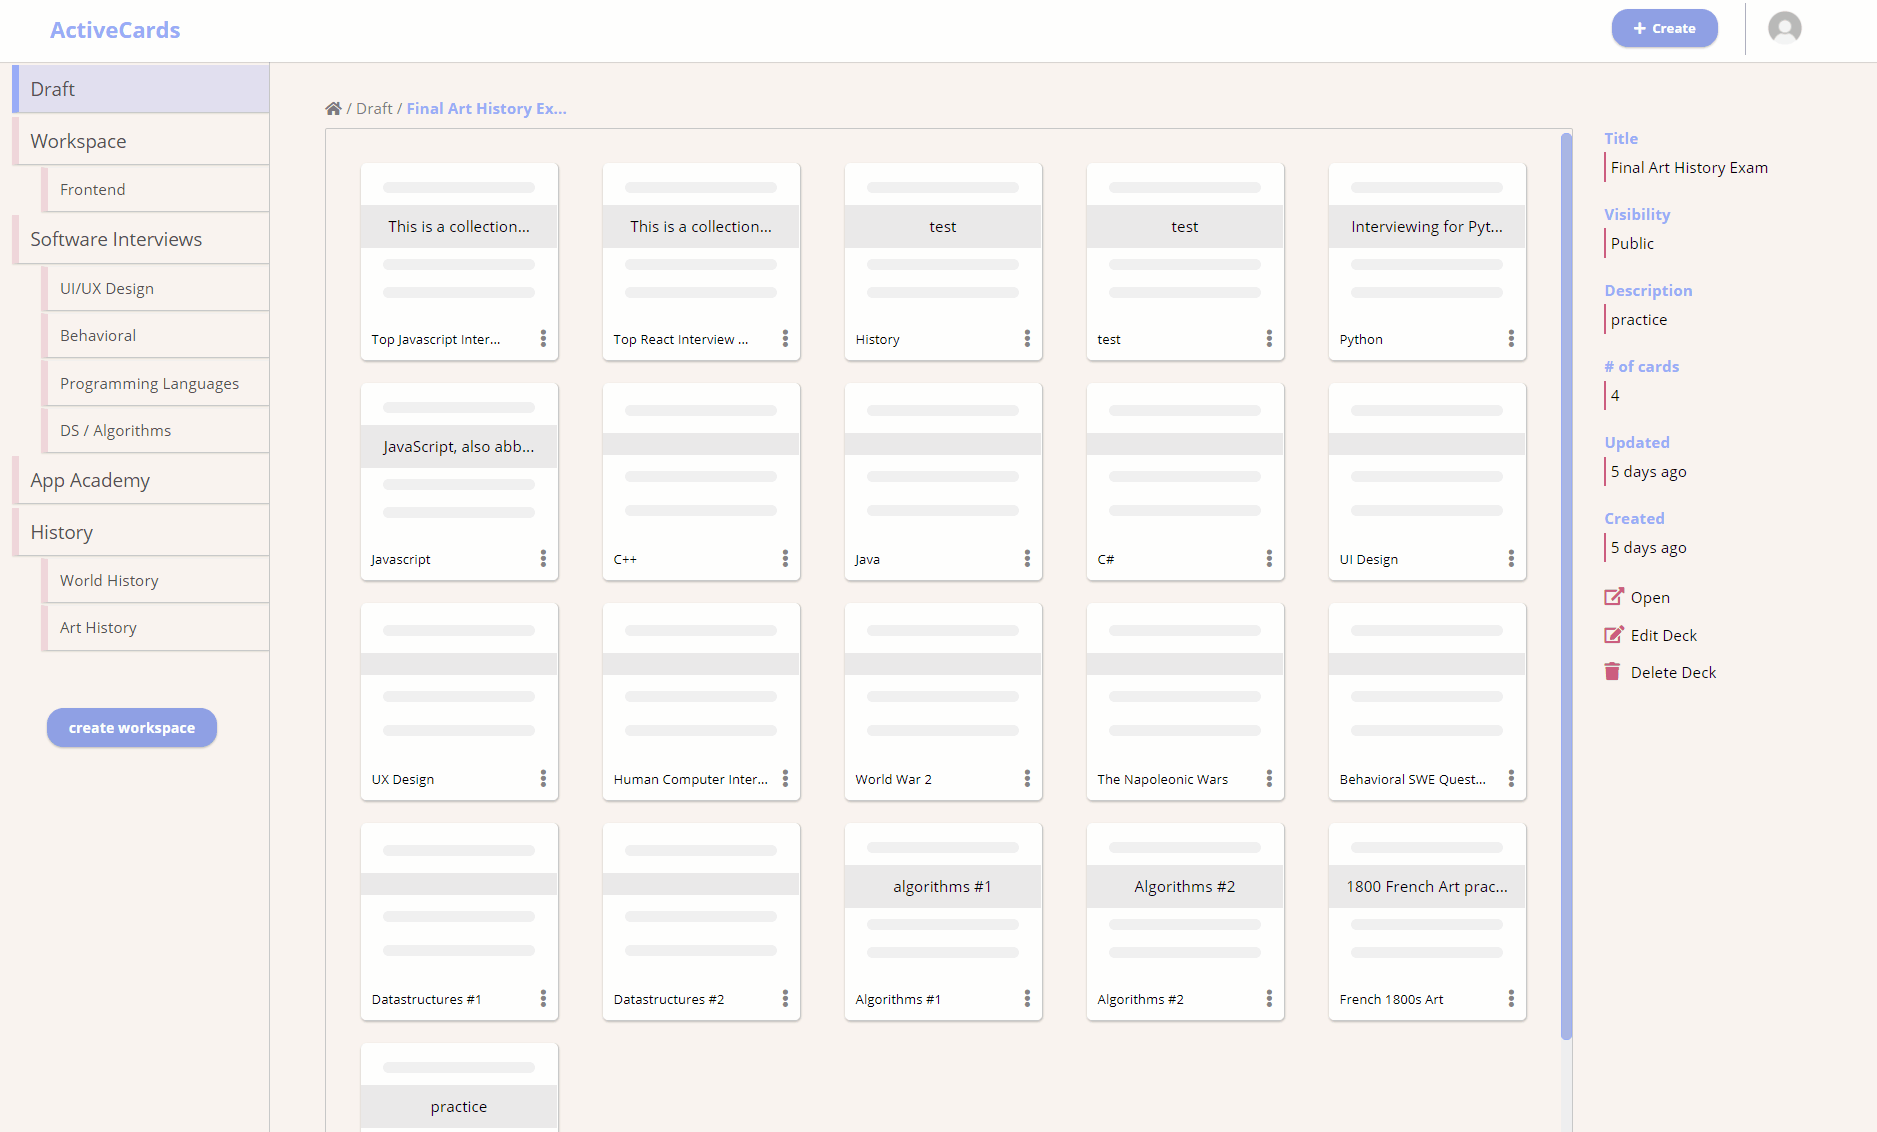 ActiveCards
Create
Draft
Workspace
Frontend
Software Interviews
UI/UX Design
Behavioral
Programming Languages
DS / Algorithms
App Academy
History
World History
Art History
create workspace
/ Draft / Final Art History Ex...
This is a collection...
Top Javascript Inter...
This is a collection...
Top React Interview ...
test
History
test
test
Interviewing for Pyt...
Python
JavaScript, also abb...
Javascript
C++
Java
C#
UI Design
UX Design
Human Computer Inter...
World War 2
The Napoleonic Wars
Behavioral SWE Quest...
Datastructures #1
Datastructures #2
algorithms #1
Algorithms #1
Algorithms #2
Algorithms #2
1800 French Art prac...
French 1800s Art
practice
Title
Final Art History Exam
Visibility
Public
Description
practice
# of cards
4
Updated
5 days ago
Created
5 days ago
Open
Edit Deck
Delete Deck